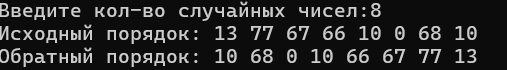 Введите кол-во случайных чисел:8
Исходный порядок: 13 77 67 66 10 0 68 10
Обратный порядок: 10 68 0 10 66 67 77 13